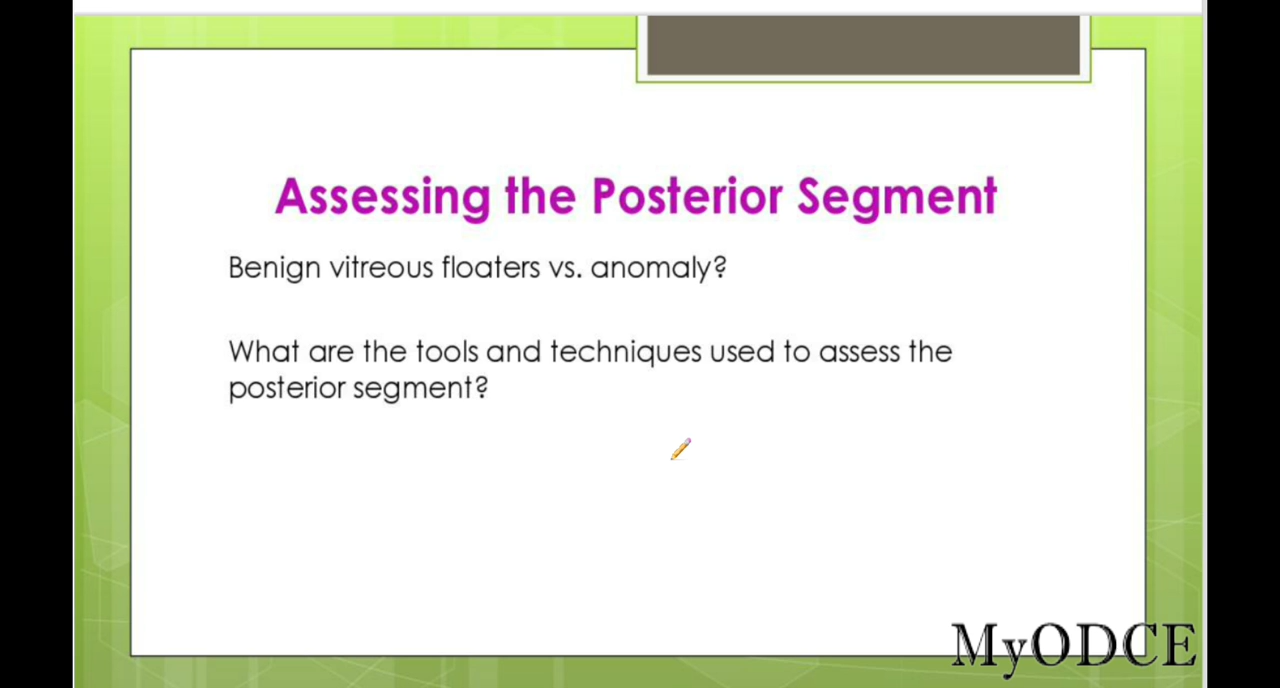 Assessing the Posterior Segment
Benign vitreous floaters vs. anomaly?
What are the tools and techniques used to assess the
posterior segment?
MyODCE